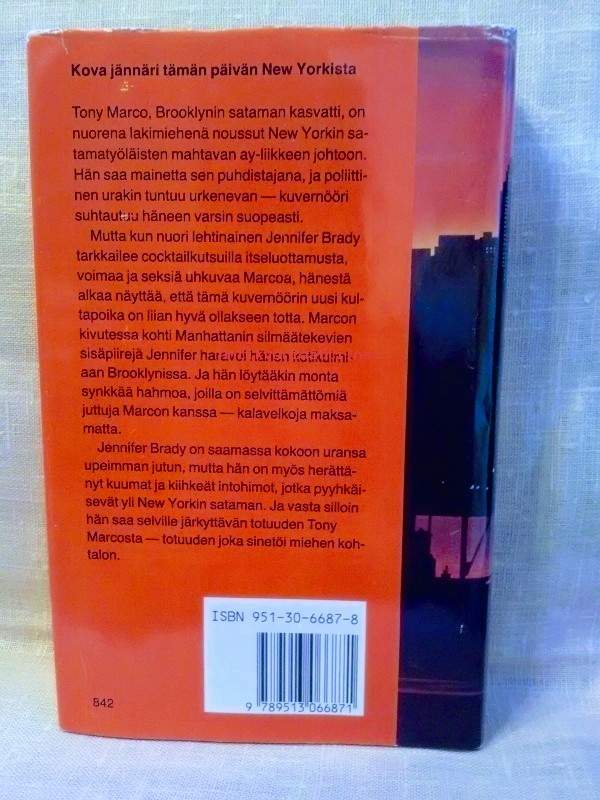 Kova jännäri tämän päivän New Yorkista
Tony Marco, Brooklynin sataman kasvatti, on
nuorena lakimiehenä noussut New Yorkin sa-
tamatyöläisten mahtavan ay-liikkeen johtoon.
Hän saa mainetta sen puhdistajana, ja poliitti-
nen urakin tuntuu urkenevan — kuvernööri
suhtautuu häneen varsin suopeasti.
Mutta kun nuori lehtinainen Jennifer Brady
tarkkailee cocktailkutsuilla itseluottamusta,
voimaa ja seksiä uhkuvaa Marcoa, hänestä
alkaa näyttää, että tämä kuvernöörin uusi kul-
tapoika on liian hyvä ollakseen totta. Marcon
kivutessa kohti Manhattanin silmäätekevien
sisäpiirejä Jennifer haravoi hänen kotikulmi-
aan Brooklynissa. Ja hän löytääkin monta
synkkää hahmoa, joilla on selvittämättömiä
juttuja Marcon kanssa — kalavelkoja maksa-
matta.
Jennifer Brady on saamassa kokoon uransa
upeimman jutun, mutta hän on myös herättä-
nyt kuumat ja kiihkeät intohimot, jotka pyyhkäi-
sevät yli New Yorkin sataman. Ja vasta silloin
hän saa selville järkyttävän totuuden Tony
Marcosta — totuuden joka sinetöi miehen koh-
talon.
ISBN 951-30-6687-8
9 789513 066871
842